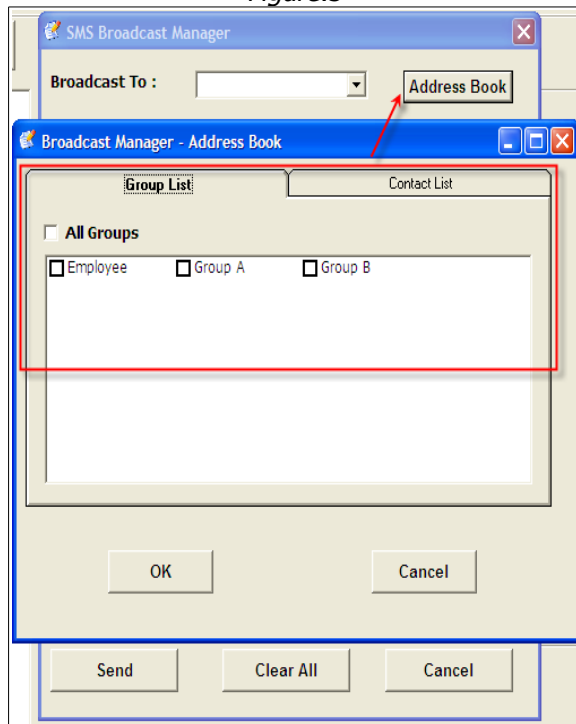 SMS Broadcast Manager
Broadcast To :
Address Book
Broadcast Manager - Address Book
Group List
Contact List
All Groups
Employee Group A Group B
OK
Cancel
Send
Clear All
Cancel